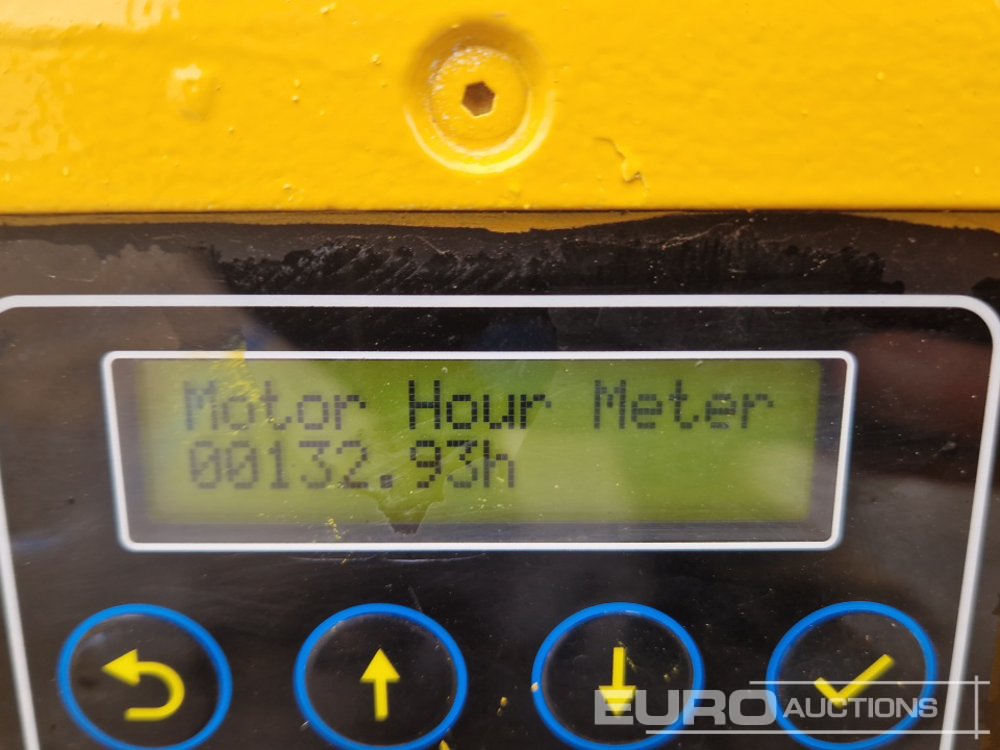 Motor Hour Meter
00132.93h
EURO AUCTIONS